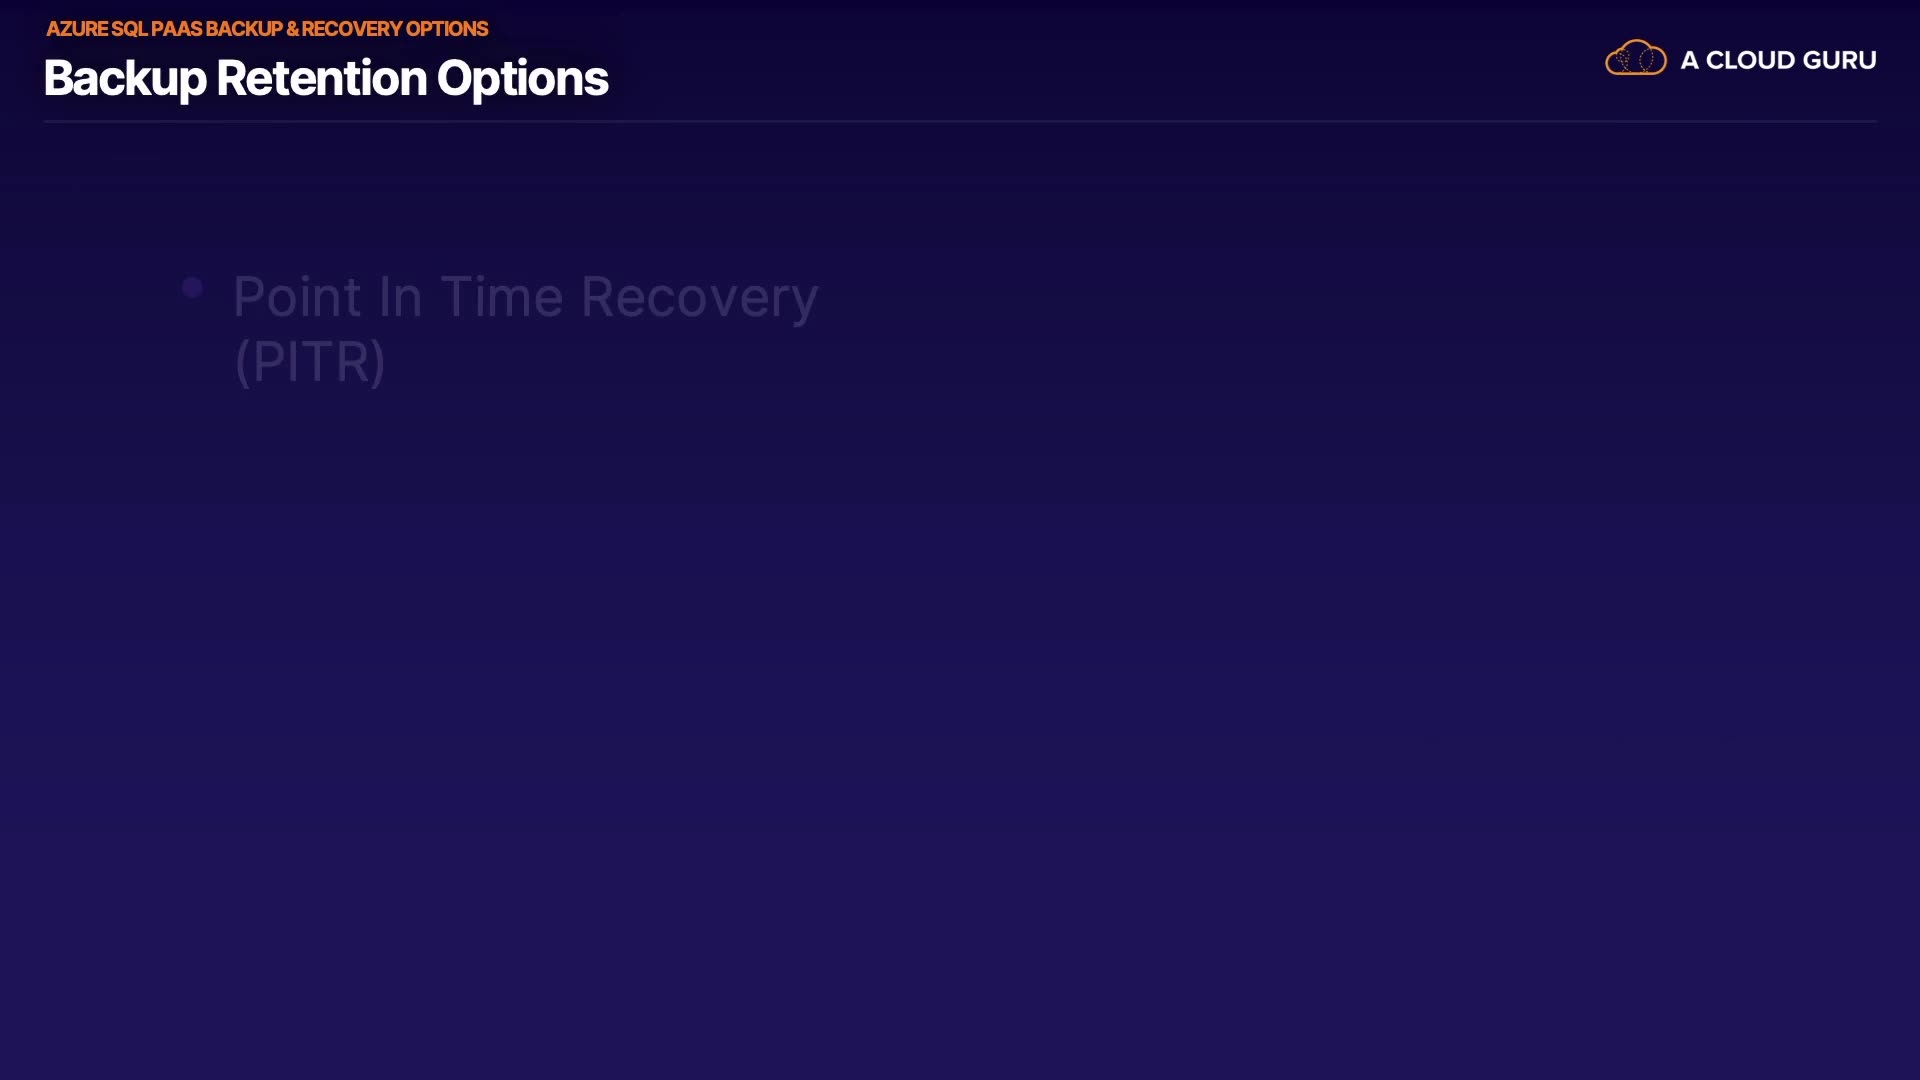 AZURE SQL PAAS BACKUP & RECOVERY OPTIONS
Backup Retention Options
A CLOUD GURU
Point In Time Recovery
(PITR)